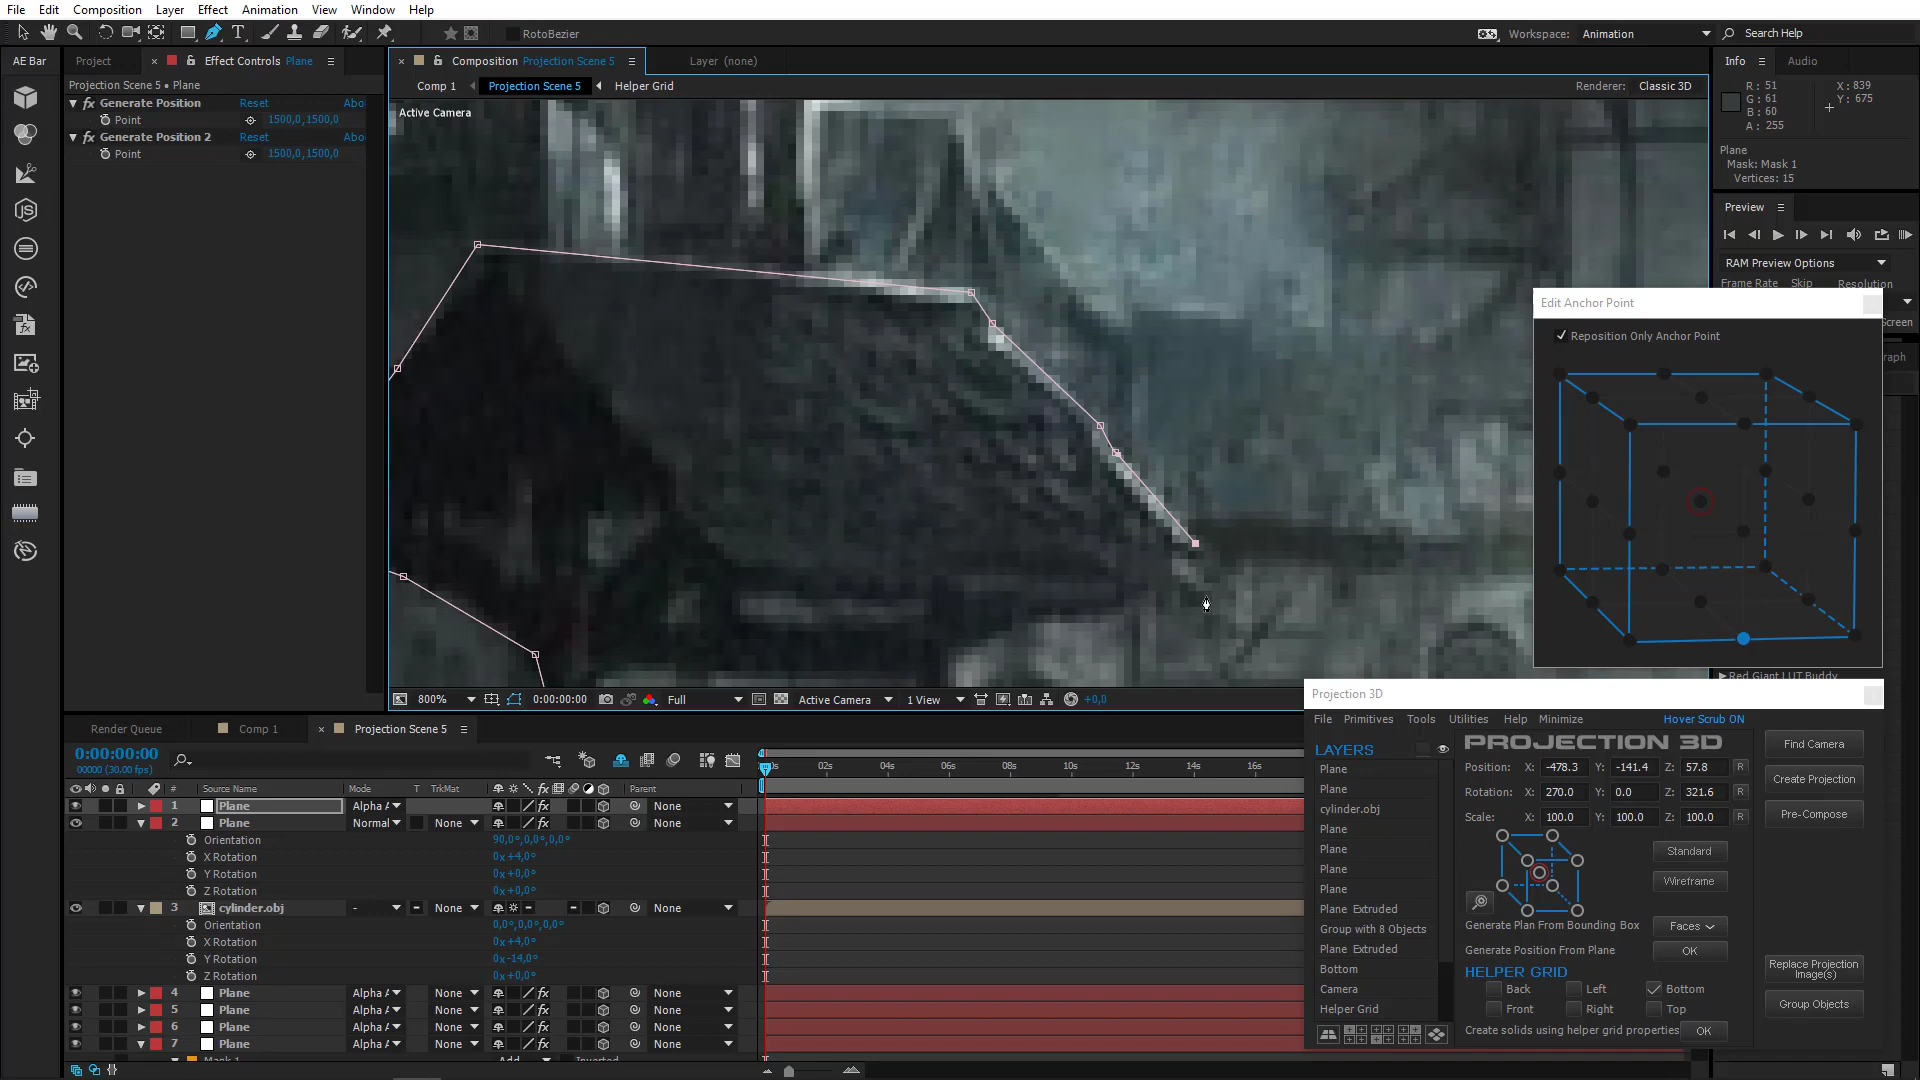 File Edit Composition Layer Effect Animation View Window Help
RotoBezier
Workspace: Animation
Search Help
AE Bar
Project
Effect Controls Plane
Composition Projection Scene 5
Layer (none)
Info
Audio
Projection Scene 5 • Plane
Comp 1
Projection Scene 5
Helper Grid
Renderer: Classic 3D
fx Generate Position Reset Abo
Point 1500,0,1500,0
fx Generate Position 2 Reset Abo
Point 1500,0,1500,0
Active Camera
R: 51
G: 61
B: 60
A: 255
X: 839
Y: 675
Plane
Mask: Mask 1
Vertices: 15
Preview
RAM Preview Options
Frame Rate Skip Resolution
Screen
raph
Edit Anchor Point
Reposition Only Anchor Point
Red Giant LUT Buddy
800%
0:00:00:00
Full
Active Camera
1 View
+0,0
Render Queue
Comp 1
Projection Scene 5
0:00:00:00
00000 (30.00 fps)
02s 04s 06s 08s 10s 12s 14s 16s
# Source Name Mode T TrkMat Parent
1 Plane Alpha A None
2 Plane Normal None None
Orientation 90,0°,0,0°,0,0°
X Rotation 0x+4,0°
Y Rotation 0x+0,0°
Z Rotation 0x+0,0°
3 cylinder.obj - None None
Orientation 0,0°,0,0°,0,0°
X Rotation 0x+4,0°
Y Rotation 0x-14,0°
Z Rotation 0x+0,0°
4 Plane Alpha A None None
5 Plane Alpha A None None
6 Plane Alpha A None None
7 Plane Alpha A None None
Projection 3D
File Primitives Tools Utilities Help Minimize
Hover Scrub ON
LAYERS
Plane
Plane
cylinder.obj
Plane
Plane
Plane
Plane
Plane Extruded
Group with 8 Objects
Plane Extruded
Bottom
Camera
Helper Grid
PROJECTION 3D
Position: X: -478.3 Y: -141.4 Z: 57.8 R
Rotation: X: 270.0 Y: 0.0 Z: 321.6 R
Scale: X: 100.0 Y: 100.0 Z: 100.0 R
Standard
Wireframe
Generate Plan From Bounding Box
Faces
Generate Position From Plane
OK
HELPER GRID
Back Left Bottom
Front Right Top
Create solids using helper grid properties
OK
Find Camera
Create Projection
Pre-Compose
Replace Projection
Image(s)
Group Objects